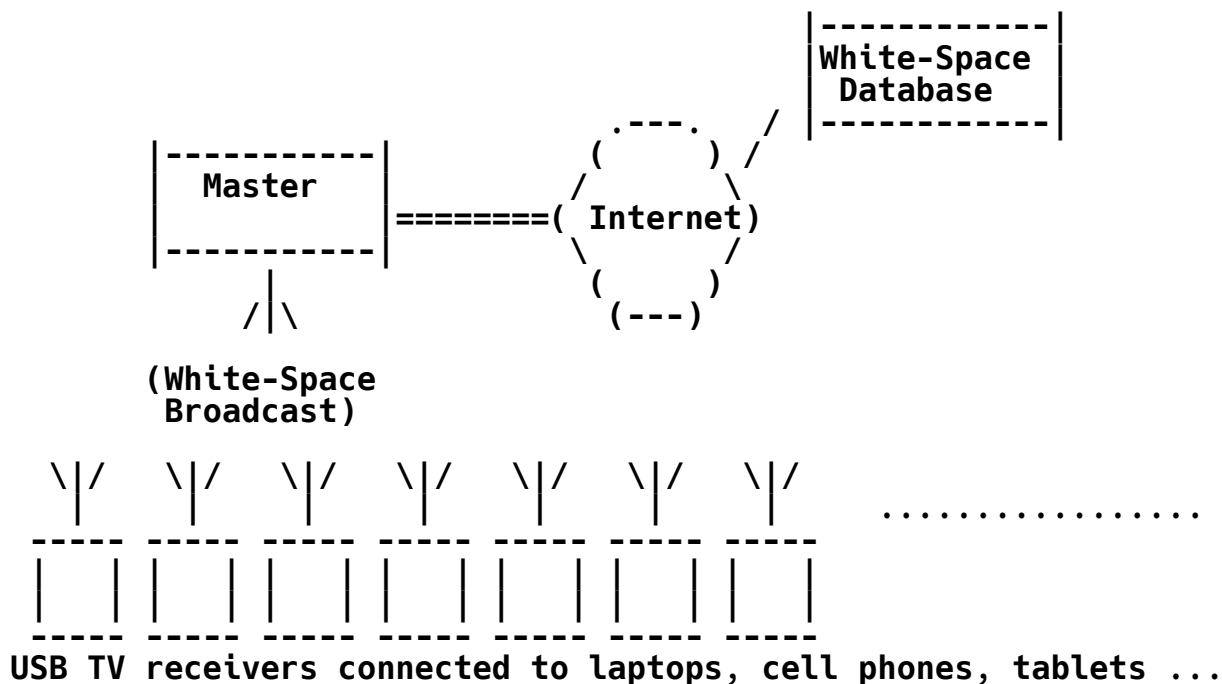 White-Space
Database
Master
Internet
(White-Space
Broadcast)
USB TV receivers connected to laptops, cell phones, tablets ...